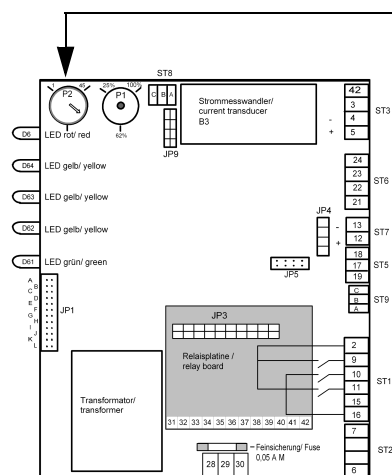 ST8
1 45
P2
25% 100%
P1
62%
C B A
JP9
Strommesswandler/
current transducer
B3
42
3
- 4
+ 5
ST3
D6 LED rot/ red
D64 LED gelb/ yellow
D63 LED gelb/ yellow
D62 LED gelb/ yellow
D61 LED grün/ green
24
23
22
21
ST6
JP4
-
+
13
12
ST7
JP5
18
17
19
ST5
C
B
A
ST9
A
B
C
D
E
F
G
H
I
J
K
L
JP1
JP3
Relaisplatine /
relay board
31 32 33 34 35 36 37 38 39 40 41 42
2
9
10
11
15
16
ST1
Transformator/
transformer
Feinsicherung/ Fuse
0,05 A M
28 29 30
7
6
ST2